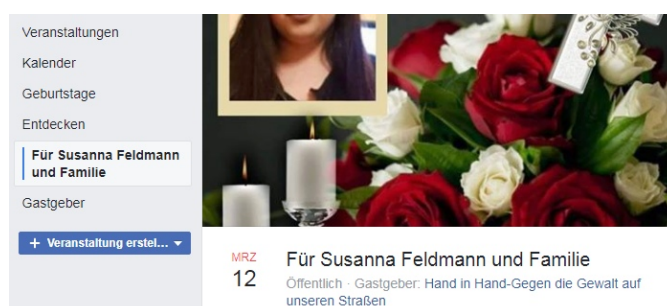 Veranstaltungen
Kalender
Geburtstage
Entdecken
Für Susanna Feldmann
und Familie
Gastgeber
+ Veranstaltung erstel...
MRZ
12
Für Susanna Feldmann und Familie
Öffentlich · Gastgeber: Hand in Hand-Gegen die Gewalt auf
unseren Straßen